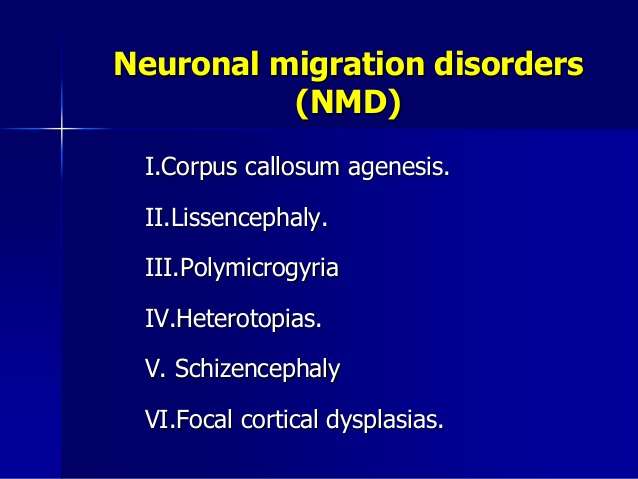 Neuronal migration disorders
(NMD)
I.Corpus callosum agenesis.
II.Lissencephaly.
III.Polymicrogyria
IV.Heterotopias.
V. Schizencephaly
VI.Focal cortical dysplasias.